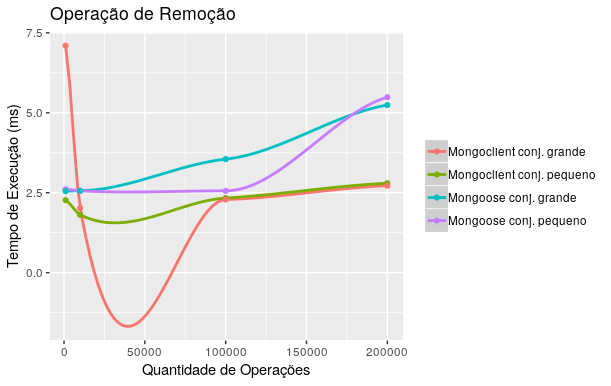 Operação de Remoção
Tempo de Execução (ms)
7.5
5.0
2.5
0.0
0
50000
100000
150000
200000
Quantidade de Operações
Mongoclient conj. grande
Mongoclient conj. pequeno
Mongoose conj. grande
Mongoose conj. pequeno